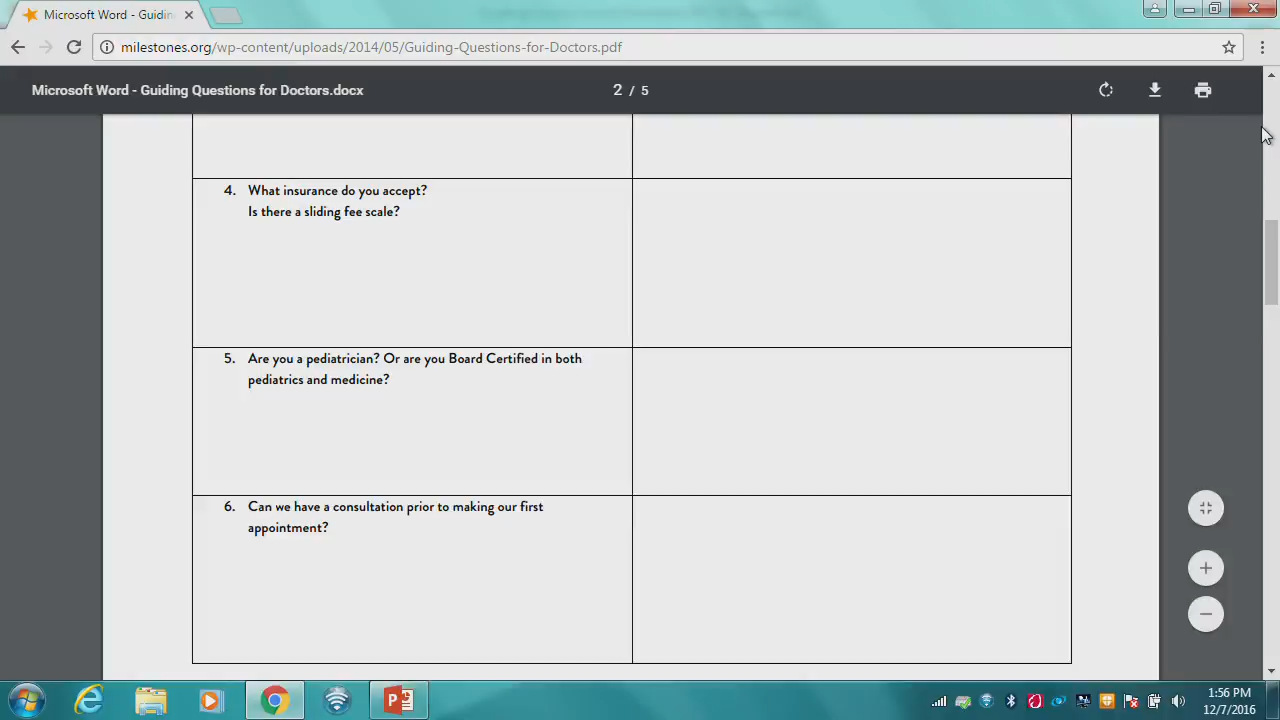 Microsoft Word - Guidin
milestones.org/wp-content/uploads/2014/05/Guiding-Questions-for-Doctors.pdf
Microsoft Word - Guiding Questions for Doctors.docx
2 / 5
4. What insurance do you accept?
Is there a sliding fee scale?
5. Are you a pediatrician? Or are you Board Certified in both
pediatrics and medicine?
6. Can we have a consultation prior to making our first
appointment?
1:56 PM
12/7/2016